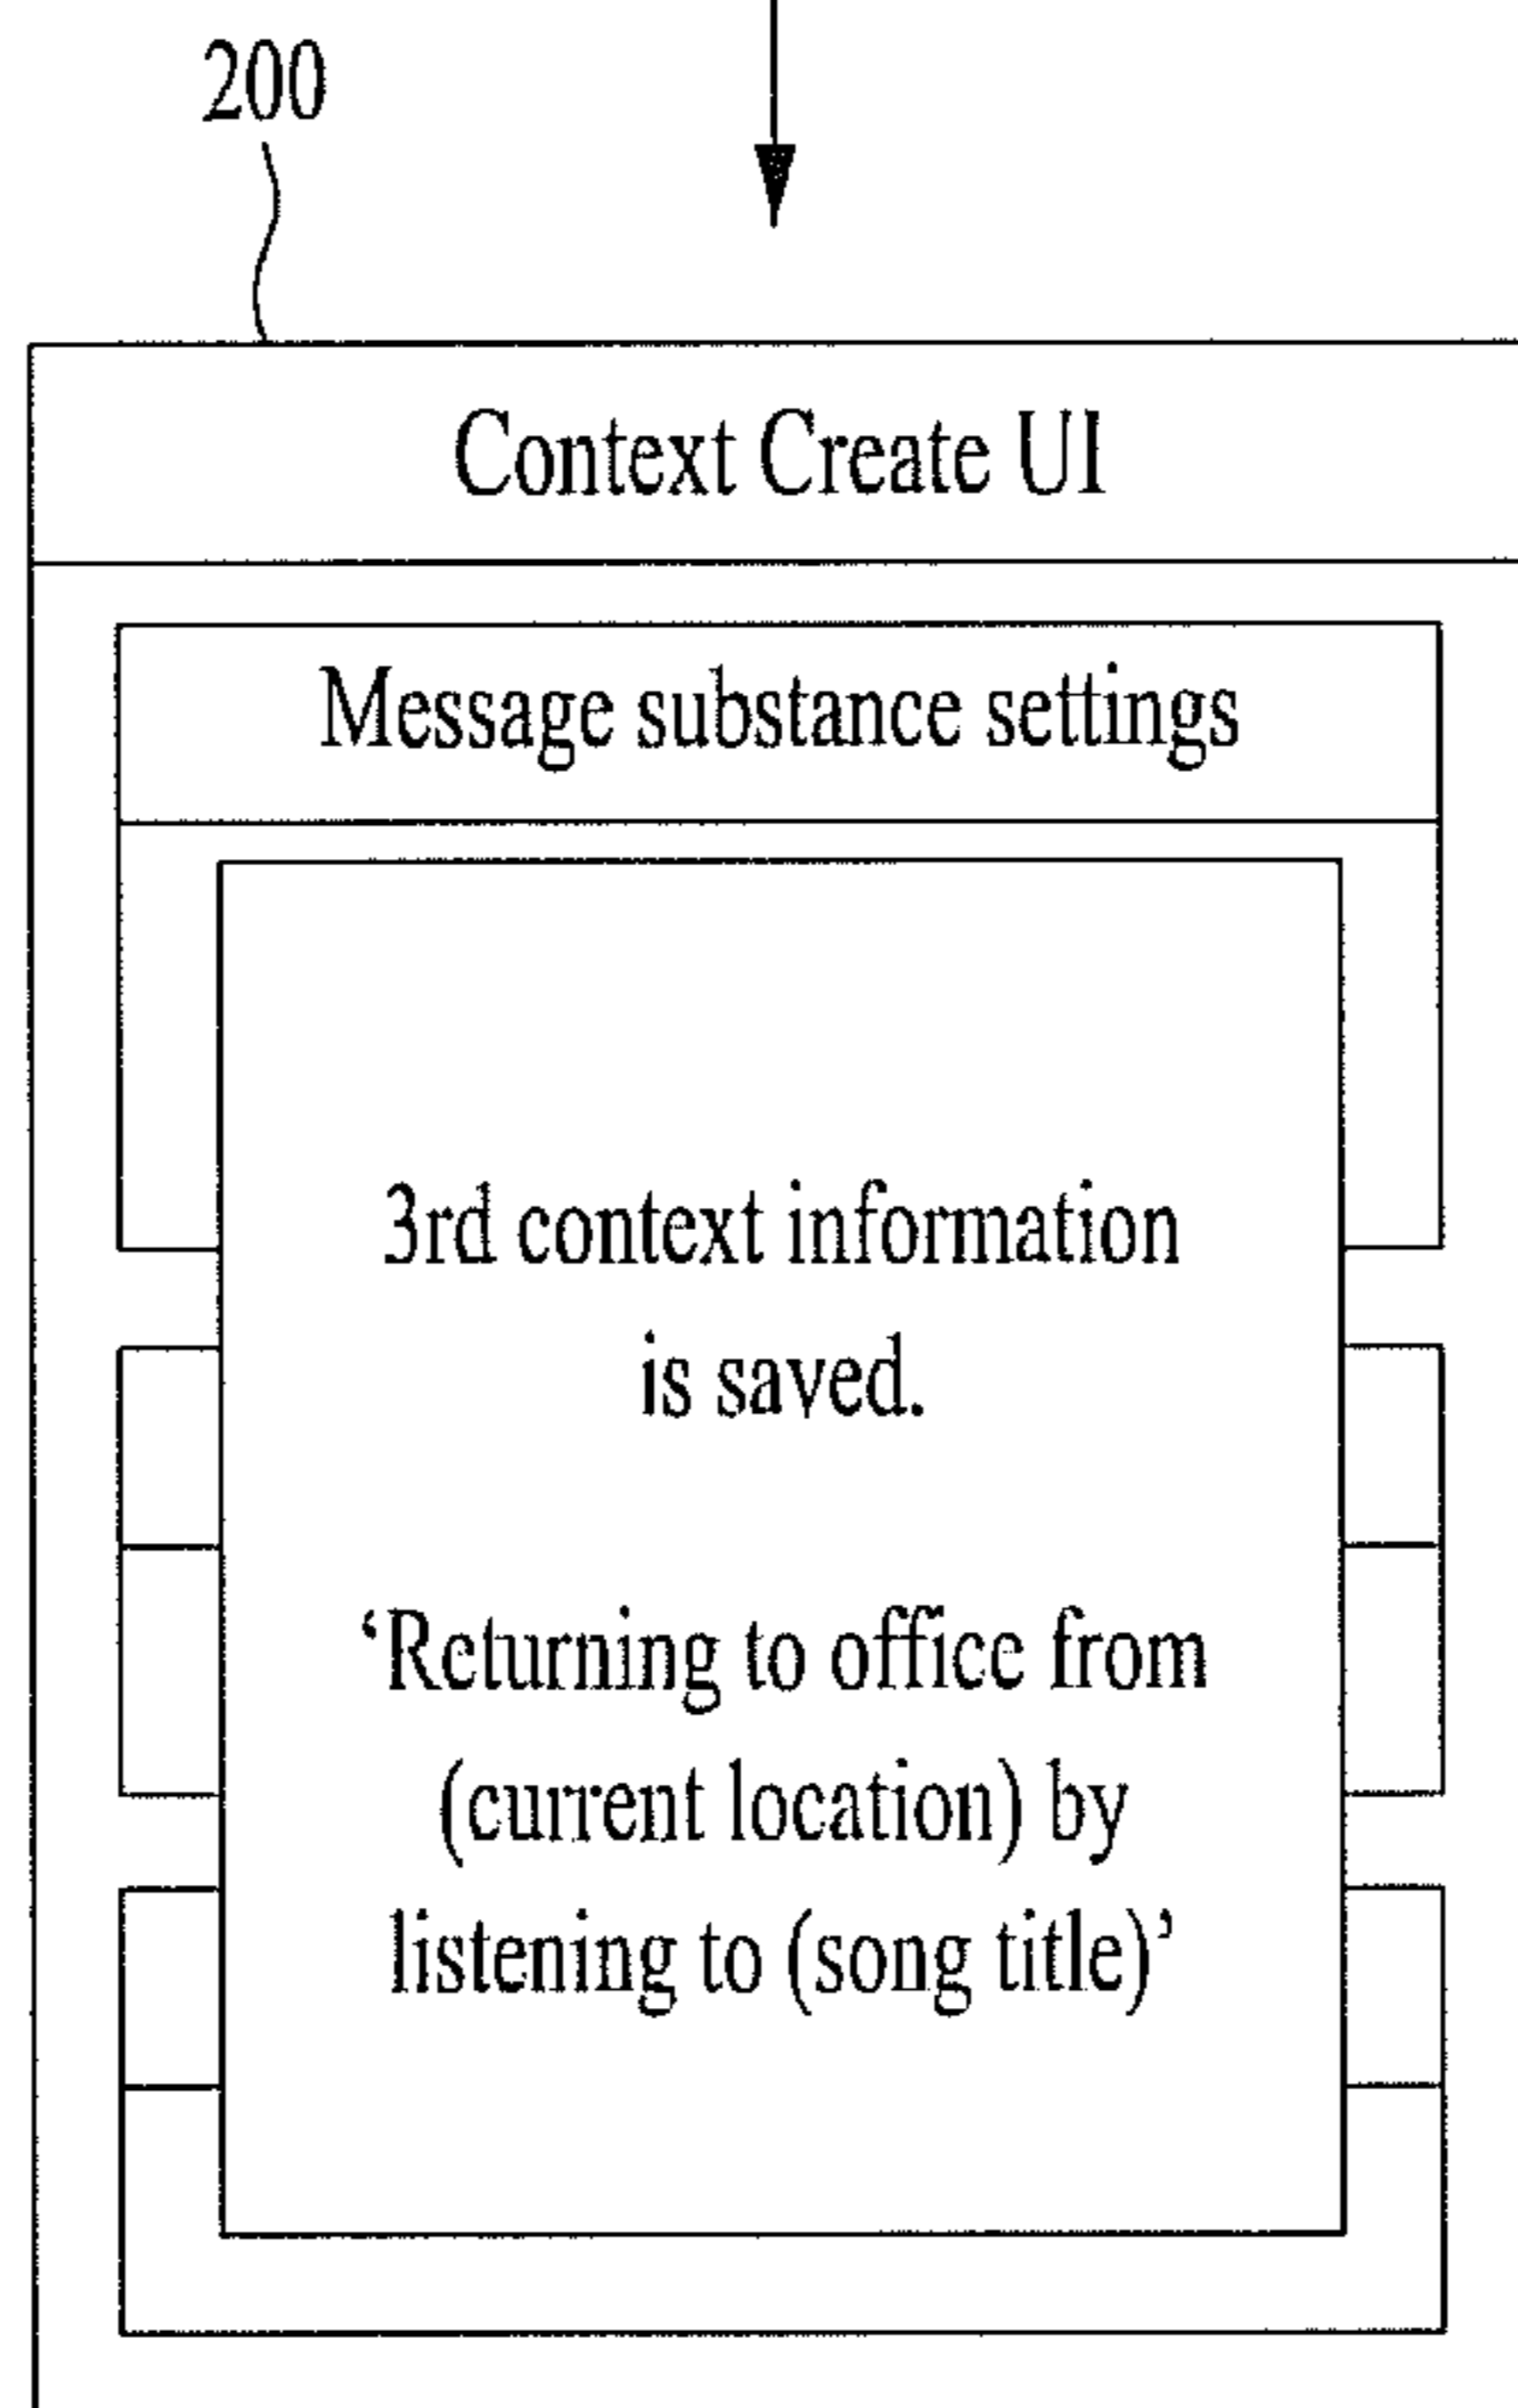 200
Context Create UI
Message substance settings
3rd context information
is saved.
‘Returning to office from
(current location) by
listening to (song title)’